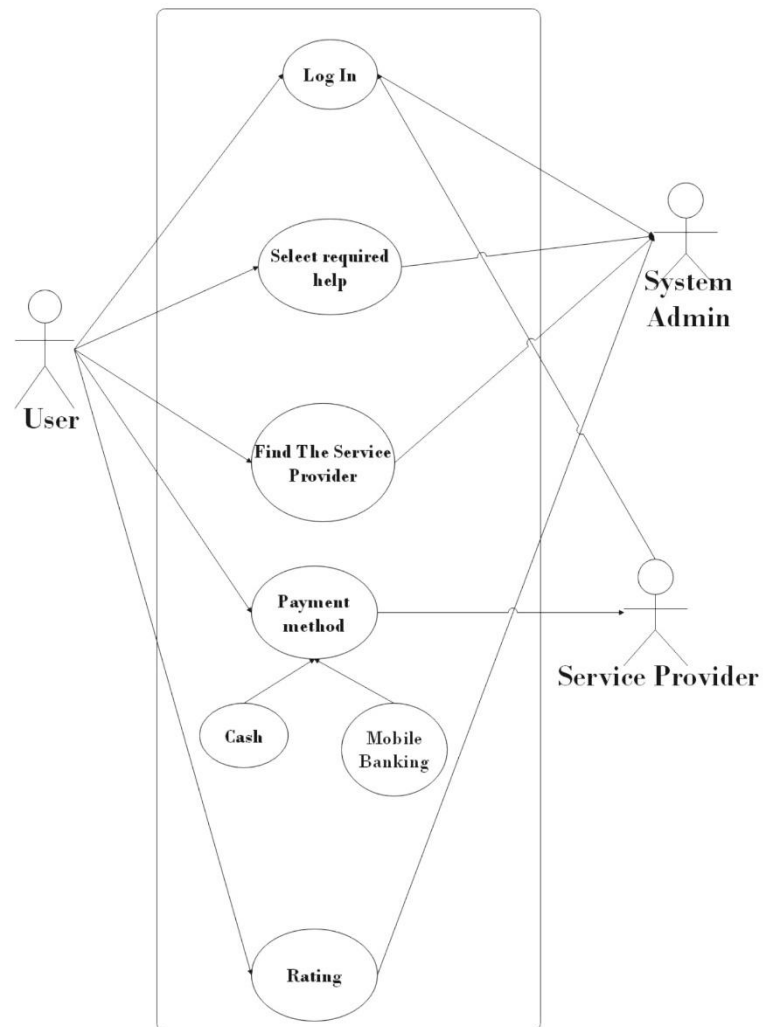 Log In
Select required
help
System
Admin
User
Find The Service
Provider
Payment
method
Service Provider
Cash
Mobile
Banking
Rating